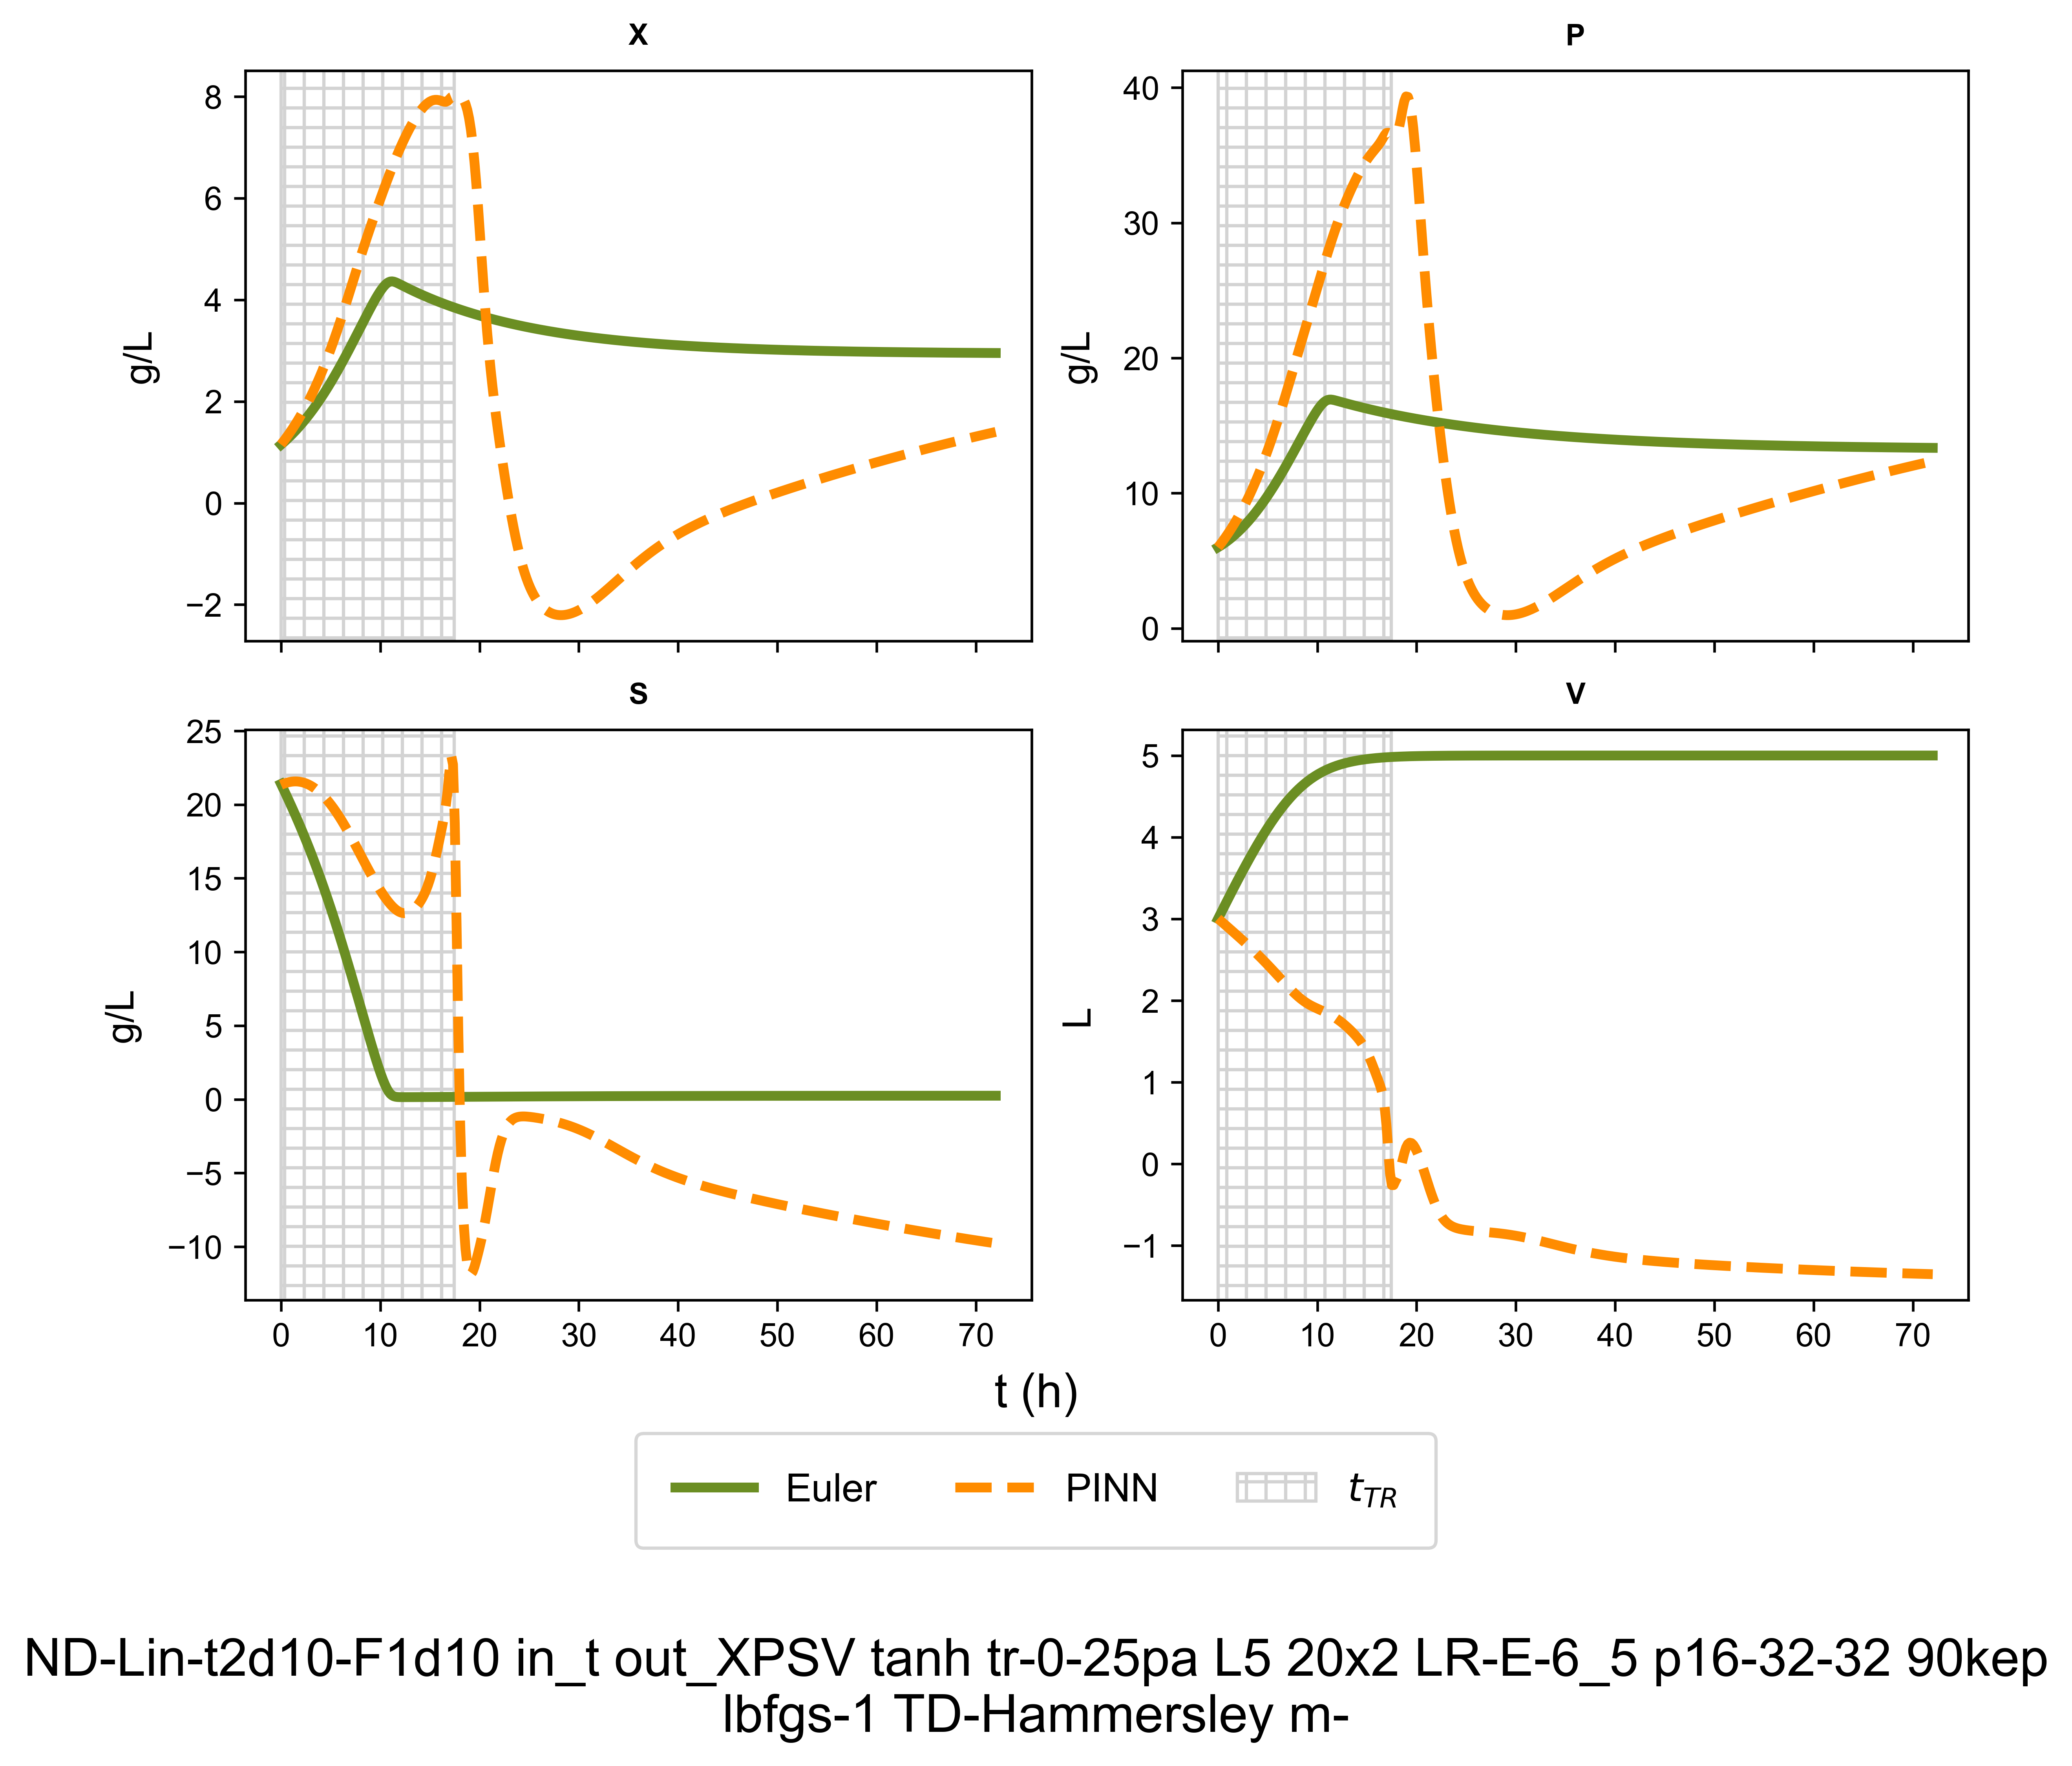 X
P
8
6
4
2
0
−2
g/L
40
30
20
10
0
g/L
S
V
25
20
15
10
5
0
−5
−10
g/L
5
4
3
2
1
0
−1
L
0 10 20 30 40 50 60 70
0 10 20 30 40 50 60 70
t (h)
Euler PINN t_TR
ND-Lin-t2d10-F1d10 in_t out_XPSV tanh tr-0-25pa L5 20x2 LR-E-6_5 p16-32-32 90kep
lbfgs-1 TD-Hammersley m-